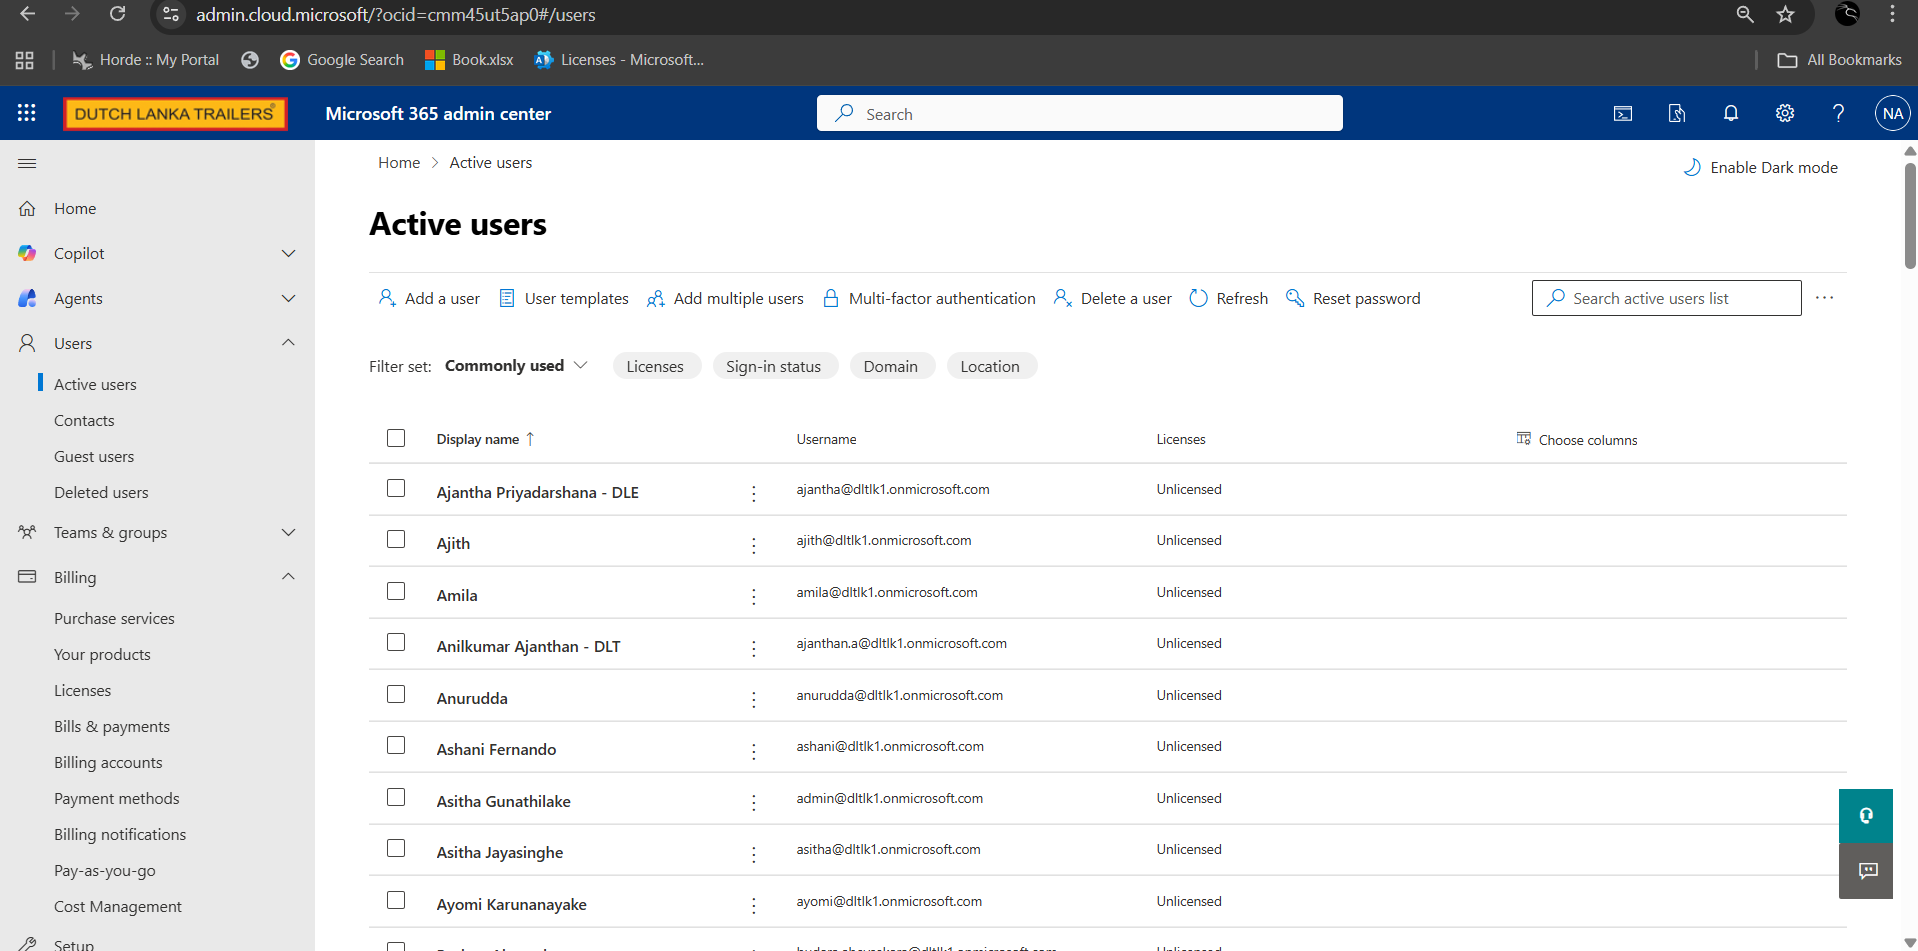 admin.cloud.microsoft/?ocid=cmm45ut5ap0#/users
Horde :: My Portal
Google Search
Book.xlsx
Licenses - Microsoft...
All Bookmarks
DUTCH LANKA TRAILERS®
Microsoft 365 admin center
Search
NA
Home
Copilot
Agents
Users
Active users
Contacts
Guest users
Deleted users
Teams & groups
Billing
Purchase services
Your products
Licenses
Bills & payments
Billing accounts
Payment methods
Billing notifications
Pay-as-you-go
Cost Management
Setup
Home > Active users
Enable Dark mode
Active users
Add a user User templates Add multiple users Multi-factor authentication Delete a user Refresh Reset password Search active users list
Filter set: Commonly used Licenses Sign-in status Domain Location
Display name ↑ Username Licenses Choose columns
Ajantha Priyadarshana - DLE ajantha@dltlk1.onmicrosoft.com Unlicensed
Ajith ajith@dltlk1.onmicrosoft.com Unlicensed
Amila amila@dltlk1.onmicrosoft.com Unlicensed
Anilkumar Ajanthan - DLT ajanthan.a@dltlk1.onmicrosoft.com Unlicensed
Anurudda anurudda@dltlk1.onmicrosoft.com Unlicensed
Ashani Fernando ashani@dltlk1.onmicrosoft.com Unlicensed
Asitha Gunathilake admin@dltlk1.onmicrosoft.com Unlicensed
Asitha Jayasinghe asitha@dltlk1.onmicrosoft.com Unlicensed
Ayomi Karunanayake ayomi@dltlk1.onmicrosoft.com Unlicensed